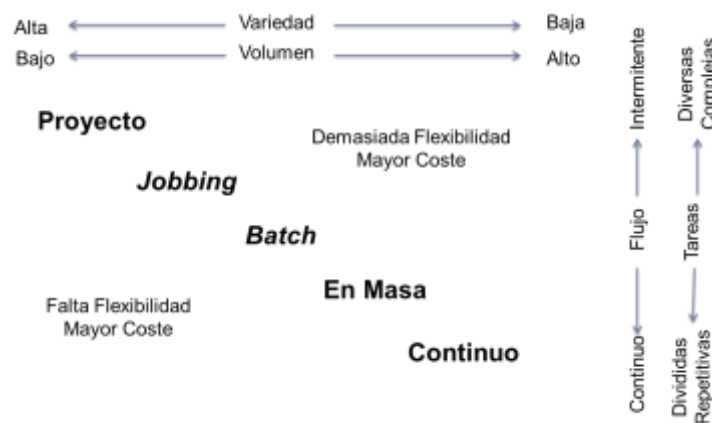 Alta Variedad Baja
Bajo Volumen Alto
Proyecto
Demasiada Flexibilidad
Mayor Coste
Jobbing
Batch
En Masa
Falta Flexibilidad
Mayor Coste
Continuo
Intermitente
Flujo
Continuo
Diversas
Complejas
Tareas
Divididas
Repetitivas